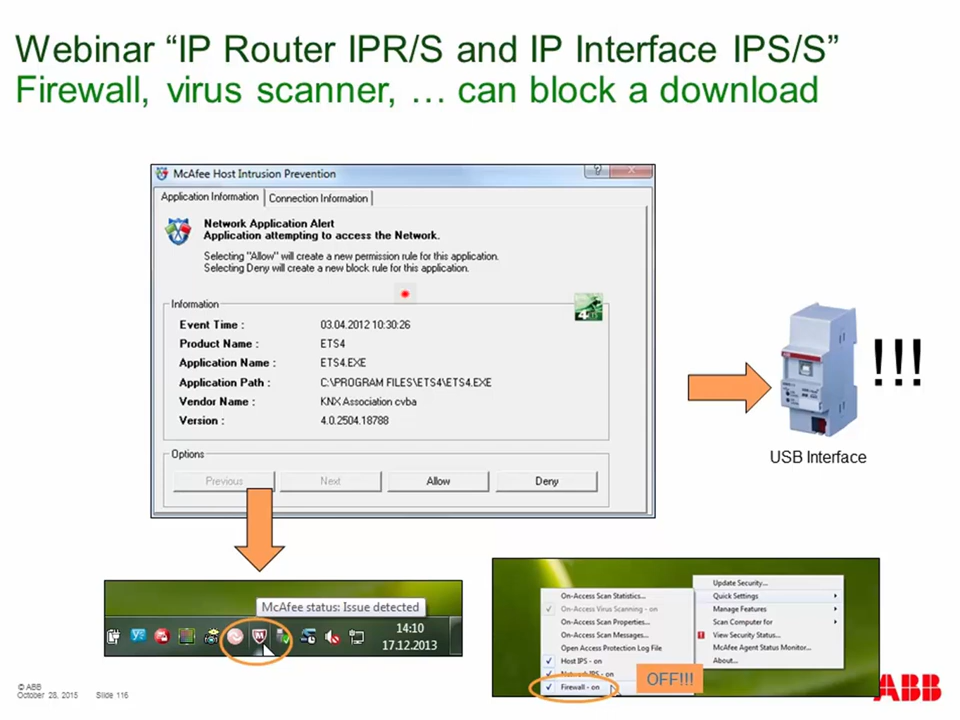 Webinar “IP Router IPR/S and IP Interface IPS/S”
Firewall, virus scanner, … can block a download
McAfee Host Intrusion Prevention
?
X
Application Information
Connection Information
Network Application Alert
Application attempting to access the Network.
Selecting "Allow" will create a new permission rule for this application.
Selecting Deny will create a new block rule for this application.
Information
Event Time : 03.04.2012 10:30:26
Product Name : ETS4
Application Name : ETS4.EXE
Application Path : C:\PROGRAM FILES\ETS4\ETS4.EXE
Vendor Name : KNX Association cvba
Version : 4.0.2504.18788
Options
Previous
Next
Allow
Deny
!!!
USB Interface
McAfee status: Issue detected
14:10
17.12.2013
On-Access Scan Statistics...
On-Access Virus Scanning - on
On-Access Scan Properties...
On-Access Scan Messages...
Open Access Protection Log File
Host IPS - on
Network IPS - on
Firewall - on
Update Security...
Quick Settings
Manage Features
Scan Computer for
View Security Status...
McAfee Agent Status Monitor...
About...
OFF!!!
© ABB
October 28, 2015 Slide 116
ABB